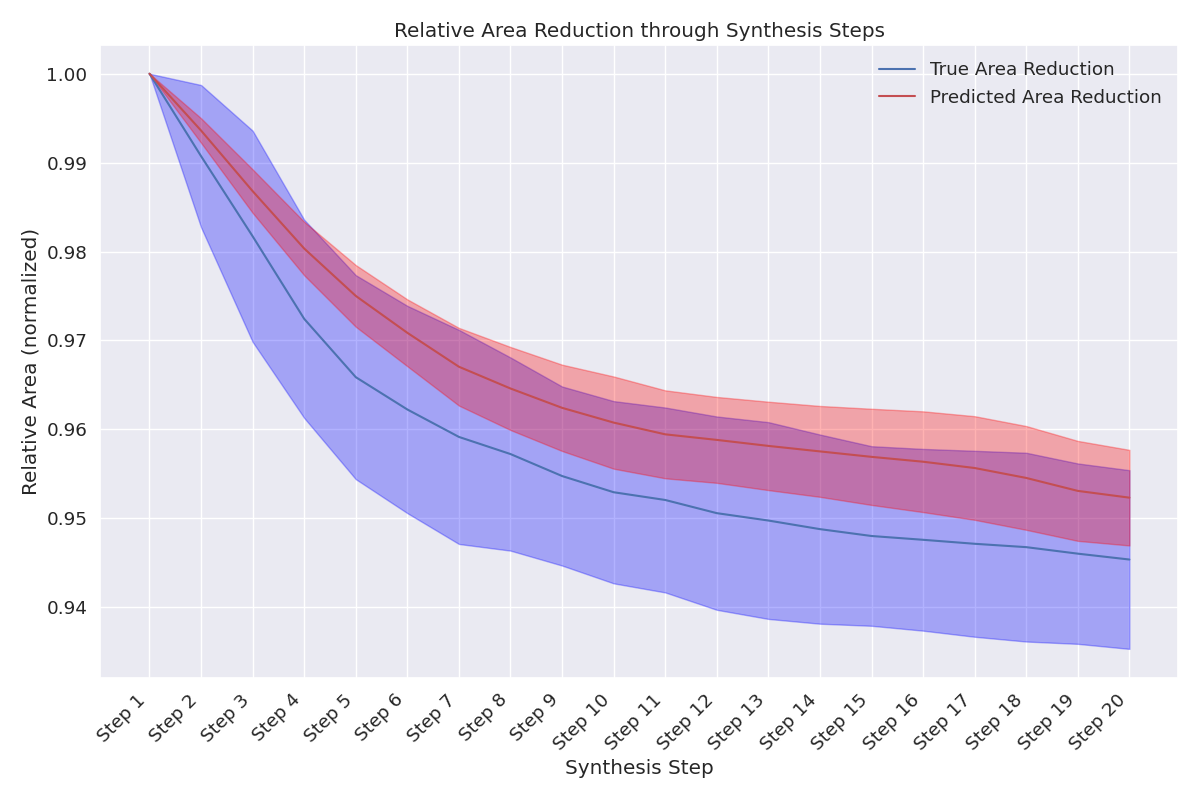 Relative Area Reduction through Synthesis Steps
True Area Reduction
Predicted Area Reduction
Relative Area (normalized)
1.00
0.99
0.98
0.97
0.96
0.95
0.94
Step 1
Step 2
Step 3
Step 4
Step 5
Step 6
Step 7
Step 8
Step 9
Step 10
Step 11
Step 12
Step 13
Step 14
Step 15
Step 16
Step 17
Step 18
Step 19
Step 20
Synthesis Step